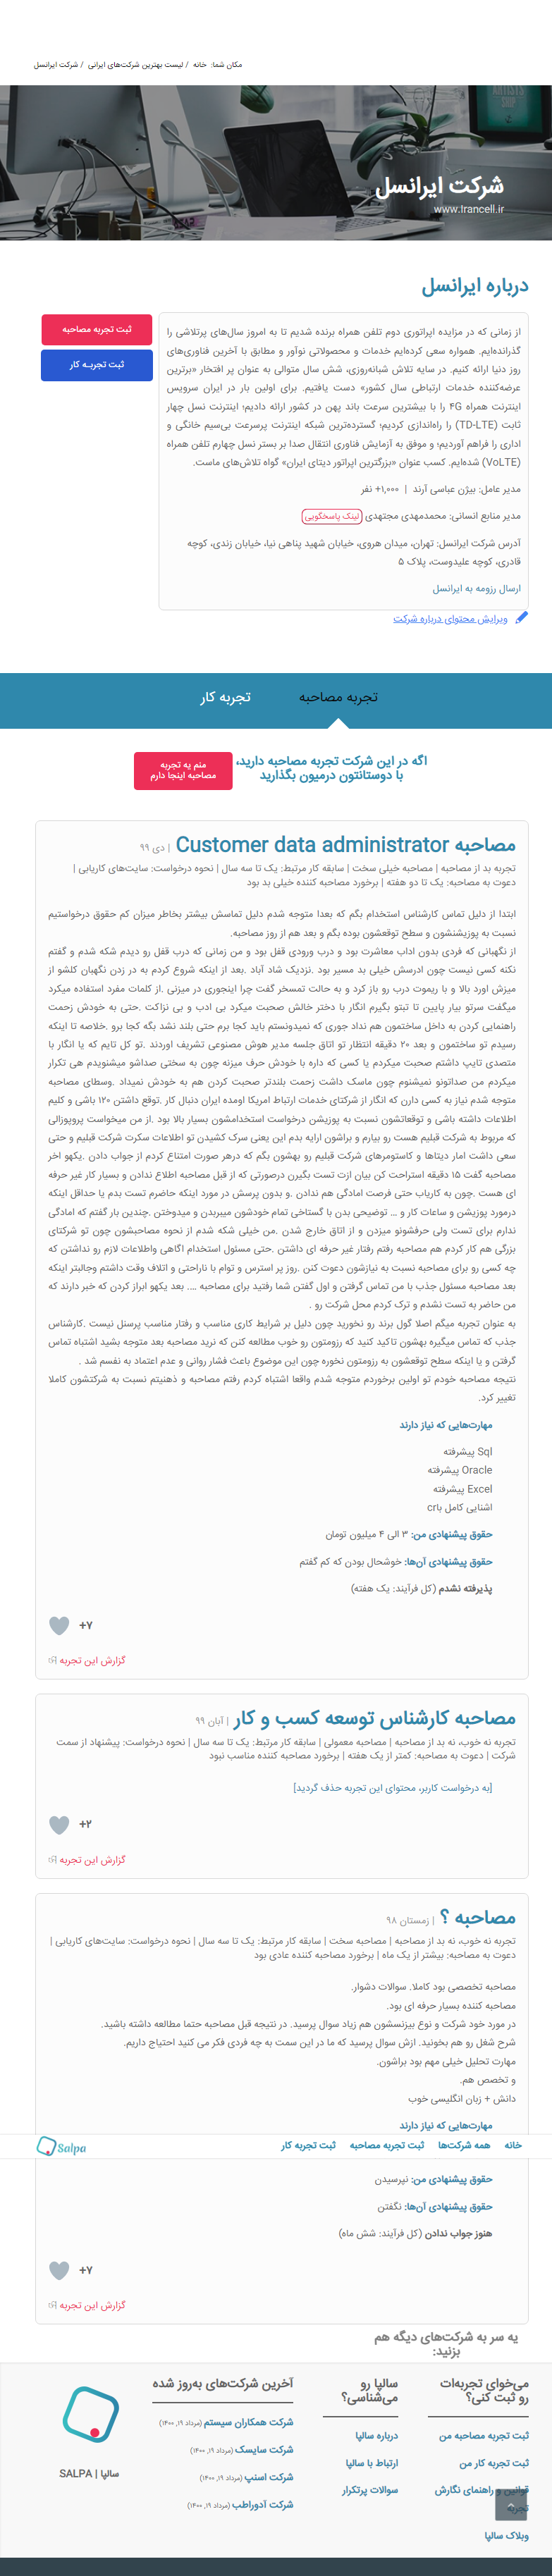 مکان شما: خانه / لیست بهترین شرکت‌های ایرانی / شرکت ایرانسل
شرکت ایرانسل
www.Irancell.ir
درباره ایرانسل
ثبت تجربه مصاحبه
ثبت تجربـه کار
از زمانی که در مزایده اپراتوری دوم تلفن همراه برنده شدیم تا به امروز سال‌های پرتلاشی را
گذرانده‌ایم. همواره سعی کرده‌ایم خدمات و محصولاتی نوآور و مطابق با آخرین فناوری‌های
روز دنیا ارائه کنیم. در سایه تلاش شبانه‌روزی، شش سال متوالی به عنوان پر افتخار «برترین
عرضه‌کننده خدمات ارتباطی سال کشور» دست یافتیم. برای اولین بار در ایران سرویس
اینترنت همراه 4G را با بیشترین سرعت باند پهن در کشور ارائه دادیم؛ اینترنت نسل چهار
ثابت (TD-LTE) را راه‌اندازی کردیم؛ گسترده‌ترین شبکه اینترنت پرسرعت بی‌سیم خانگی و
اداری را فراهم آوردیم؛ و موفق به آزمایش فناوری انتقال صدا بر بستر نسل چهارم تلفن همراه
(VoLTE) شده‌ایم. کسب عنوان «بزرگترین اپراتور دیتای ایران» گواه تلاش‌های ماست.
مدیر عامل: بیژن عباسی آرند | 1,000+ نفر
مدیر منابع انسانی: محمدمهدی مجتهدی لینک پاسخگویی
آدرس شرکت ایرانسل: تهران، میدان هروی، خیابان شهید پناهی نیا، خیابان زندی، کوچه
قادری، کوچه علیدوست، پلاک ۵
ارسال رزومه به ایرانسل
ویرایش محتوای درباره شرکت
تجربه مصاحبه
تجربه کار
اگه در این شرکت تجربه مصاحبه دارید،
با دوستانتون درمیون بگذارید
منم یه تجربه
مصاحبه اینجا دارم
مصاحبه Customer data administrator | دی ۹۹
تجربه بد از مصاحبه | مصاحبه خیلی سخت | سابقه کار مرتبط: یک تا سه سال | نحوه درخواست: سایت‌های کاریابی |
دعوت به مصاحبه: یک تا دو هفته | برخورد مصاحبه کننده خیلی بد بود
ابتدا از دلیل تماس کارشناس استخدام بگم که بعدا متوجه شدم دلیل تماسش بیشتر بخاطر میزان کم حقوق درخواستیم
نسبت به پوزیشنشون و سطح توقعشون بوده بگم و بعد هم از روز مصاحبه.
از نگهبانی که فردی بدون اداب معاشرت بود و درب ورودی قفل بود و من زمانی که درب قفل رو دیدم شکه شدم و گفتم
نکنه کسی نیست چون ادرسش خیلی بد مسیر بود .نزدیک شاد آباد .بعد از اینکه شروع کردم به در زدن نگهبان کلشو از
میزش اورد بالا و با ریموت درب رو باز کرد و به حالت تمسخر گفت چرا اینجوری در میزنی .از کلمات مفرد استفاده میکرد
میگفت سرتو بیار پایین تا تبتو بگیرم انگار با دختر خالش صحبت میکرد بی ادب و بی نزاکت .حتی به خودش زحمت
راهنمایی کردن به داخل ساختمون هم نداد جوری که نمیدونستم باید کجا برم حتی بلند نشد بگه کجا برو .خلاصه تا اینکه
رسیدم تو ساختمون و بعد ۲۰ دقیقه انتظار تو اتاق جلسه مدیر هوش مصنوعی تشریف اوردند .تو کل تایم که یا انگار با
متصدی تایپ داشتم صحبت میکردم یا کسی که داره با خودش حرف میزنه چون به سختی صداشو میشنویدم هی تکرار
میکردم من صداتونو نمیشنوم چون ماسک داشت زحمت بلندتر صحبت کردن هم به خودش نمیداد .وسطای مصاحبه
متوجه شدم نیاز به کسی دارن که انگار از شرکتای خدمات ارتباط امریکا اومده ایران دنبال کار .توقع داشتن ۱۲۰ باشی و کلیم
اطلاعات داشته باشی و توقعاتشون نسبت به پوزیشن درخواست استخدامشون بسیار بالا بود .از من میخواست پروپوزالی
که مربوط به شرکت قبلیم هست رو بیارم و براشون ارایه بدم این یعنی سرک کشیدن تو اطلاعات سکرت شرکت قبلیم و حتی
سعی داشت امار دیتاها و کاستومرهای شرکت قبلیم رو بهشون بگم که درهر صورت امتناع کردم از جواب دادن .یکهو اخر
مصاحبه گفت ۱۵ دقیقه استراحت کن بیان ازت تست بگیرن درصورتی که از قبل مصاحبه اطلاع ندادن و بسیار کار غیر حرفه
ای هست .چون به کاریاب حتی فرصت امادگی هم ندادن .و بدون پرسش در مورد اینکه حاضرم تست بدم یا حداقل اینکه
درمورد پوزیشن و ساعات کار و … توضیحی بدن با گستاخی تمام خودشون میبریدن و میدوختن .چندین بار گفتم که امادگی
ندارم برای تست ولی حرفشونو میزدن و از اتاق خارج شدن .من خیلی شکه شدم از نحوه مصاحبشون چون تو شرکتای
بزرگی هم کار کردم هم مصاحبه رفتم رفتار غیر حرفه ای داشتن .حتی مسئول استخدام اگاهی واطلاعات لازم رو نداشتن که
چه کسی رو برای مصاحبه نسبت به نیازشون دعوت کنن .روز پر استرس و توام با ناراحتی و اتلاف وقت داشتم وجالبتر اینکه
بعد مصاحبه مسئول جذب با من تماس گرفتن و اول گفتن شما رفتید برای مصاحبه …. بعد یکهو ابراز کردن که خبر دارند که
من حاضر به تست نشدم و ترک کردم محل شرکت رو .
به عنوان تجربه میگم اصلا گول برند رو نخورید چون دلیل بر شرایط کاری مناسب و رفتار مناسب پرسنل نیست .کارشناس
جذب که تماس میگیره بهشون تاکید کنید که رزومتون رو خوب مطالعه کنن که نرید مصاحبه بعد متوجه بشید اشتباه تماس
گرفتن و یا اینکه سطح توقعشون به رزومتون نخوره چون این موضوع باعث فشار روانی و عدم اعتماد به نفسم شد .
نتیجه مصاحبه خودم تو اولین برخوردم متوجه شدم واقعا اشتباه کردم رفتم مصاحبه و ذهنیتم نسبت به شرکتشون کاملا
تغییر کرد.
مهارت‌هایی که نیاز دارند
Sql پیشرفته
Oracle پیشرفته
Excel پیشرفته
اشنایی کامل باcr
حقوق پیشنهادی من: ۳ الی ۴ میلیون تومان
حقوق پیشنهادی آن‌ها: خوشحال بودن که کم گفتم
پذیرفته نشدم (کل فرآیند: یک هفته)
+۷
گزارش این تجربه
مصاحبه کارشناس توسعه کسب و کار | آبان ۹۹
تجربه نه خوب، نه بد از مصاحبه | مصاحبه معمولی | سابقه کار مرتبط: یک تا سه سال | نحوه درخواست: پیشنهاد از سمت
شرکت | دعوت به مصاحبه: کمتر از یک هفته | برخورد مصاحبه کننده مناسب نبود
[به درخواست کاربر، محتوای این تجربه حذف گردید]
+۲
گزارش این تجربه
مصاحبه ؟ | زمستان ۹۸
تجربه نه خوب، نه بد از مصاحبه | مصاحبه سخت | سابقه کار مرتبط: یک تا سه سال | نحوه درخواست: سایت‌های کاریابی |
دعوت به مصاحبه: بیشتر از یک ماه | برخورد مصاحبه کننده عادی بود
مصاحبه تخصصی بود کاملا. سوالات دشوار.
مصاحبه کننده بسیار حرفه ای بود.
در مورد خود شرکت و نوع بیزنسشون هم زیاد سوال پرسید. در نتیجه قبل مصاحبه حتما مطالعه داشته باشید.
شرح شغل رو هم بخونید. ازش سوال پرسید که ما در این سمت به چه فردی فکر می کنید احتیاج داریم.
مهارت تحلیل خیلی مهم بود براشون.
و تخصص هم.
دانش + زبان انگلیسی خوب
مهارت‌هایی که نیاز دارند
خانه همه شرکت‌ها ثبت تجربه مصاحبه ثبت تجربه کار Salpa
حقوق پیشنهادی من: نپرسیدن
حقوق پیشنهادی آن‌ها: نگفتن
هنوز جواب ندادن (کل فرآیند: شش ماه)
+۷
گزارش این تجربه
یه سر به شرکت‌های دیگه هم
بزنید:
می‌خوای تجربه‌ات
رو ثبت کنی؟
ثبت تجربه مصاحبه من
ثبت تجربه کار من
قوانین و راهنمای نگارش
تجربه
وبلاگ سالپا
سالپا رو
می‌شناسی؟
درباره سالپا
ارتباط با سالپا
سوالات پرتکرار
آخرین شرکت‌های به‌روز شده
شرکت همکاران سیستم (مرداد ۱۹, ۱۴۰۰)
شرکت سایسک (مرداد ۱۹, ۱۴۰۰)
شرکت اسنپ (مرداد ۱۹, ۱۴۰۰)
شرکت آدوراطب (مرداد ۱۹, ۱۴۰۰)
سالپا | SALPA